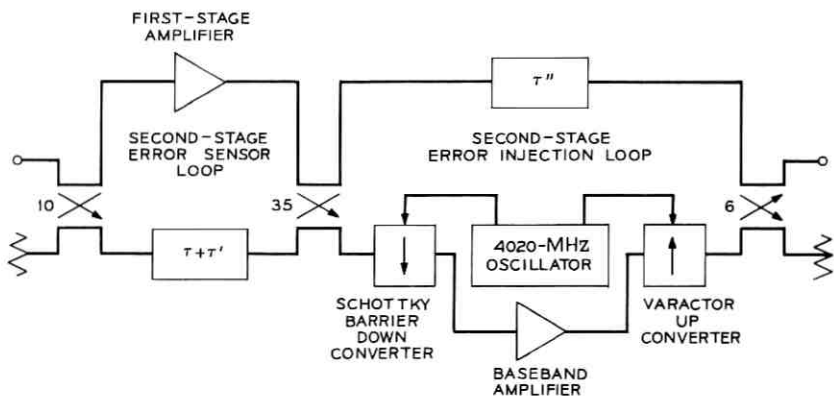 FIRST-STAGE
AMPLIFIER
τ"
SECOND-STAGE
ERROR SENSOR
LOOP
SECOND-STAGE
ERROR INJECTION LOOP
10
35
6
τ+τ'
4020-MHz
OSCILLATOR
SCHOTTKY
BARRIER
DOWN
CONVERTER
VARACTOR
UP
CONVERTER
BASEBAND
AMPLIFIER